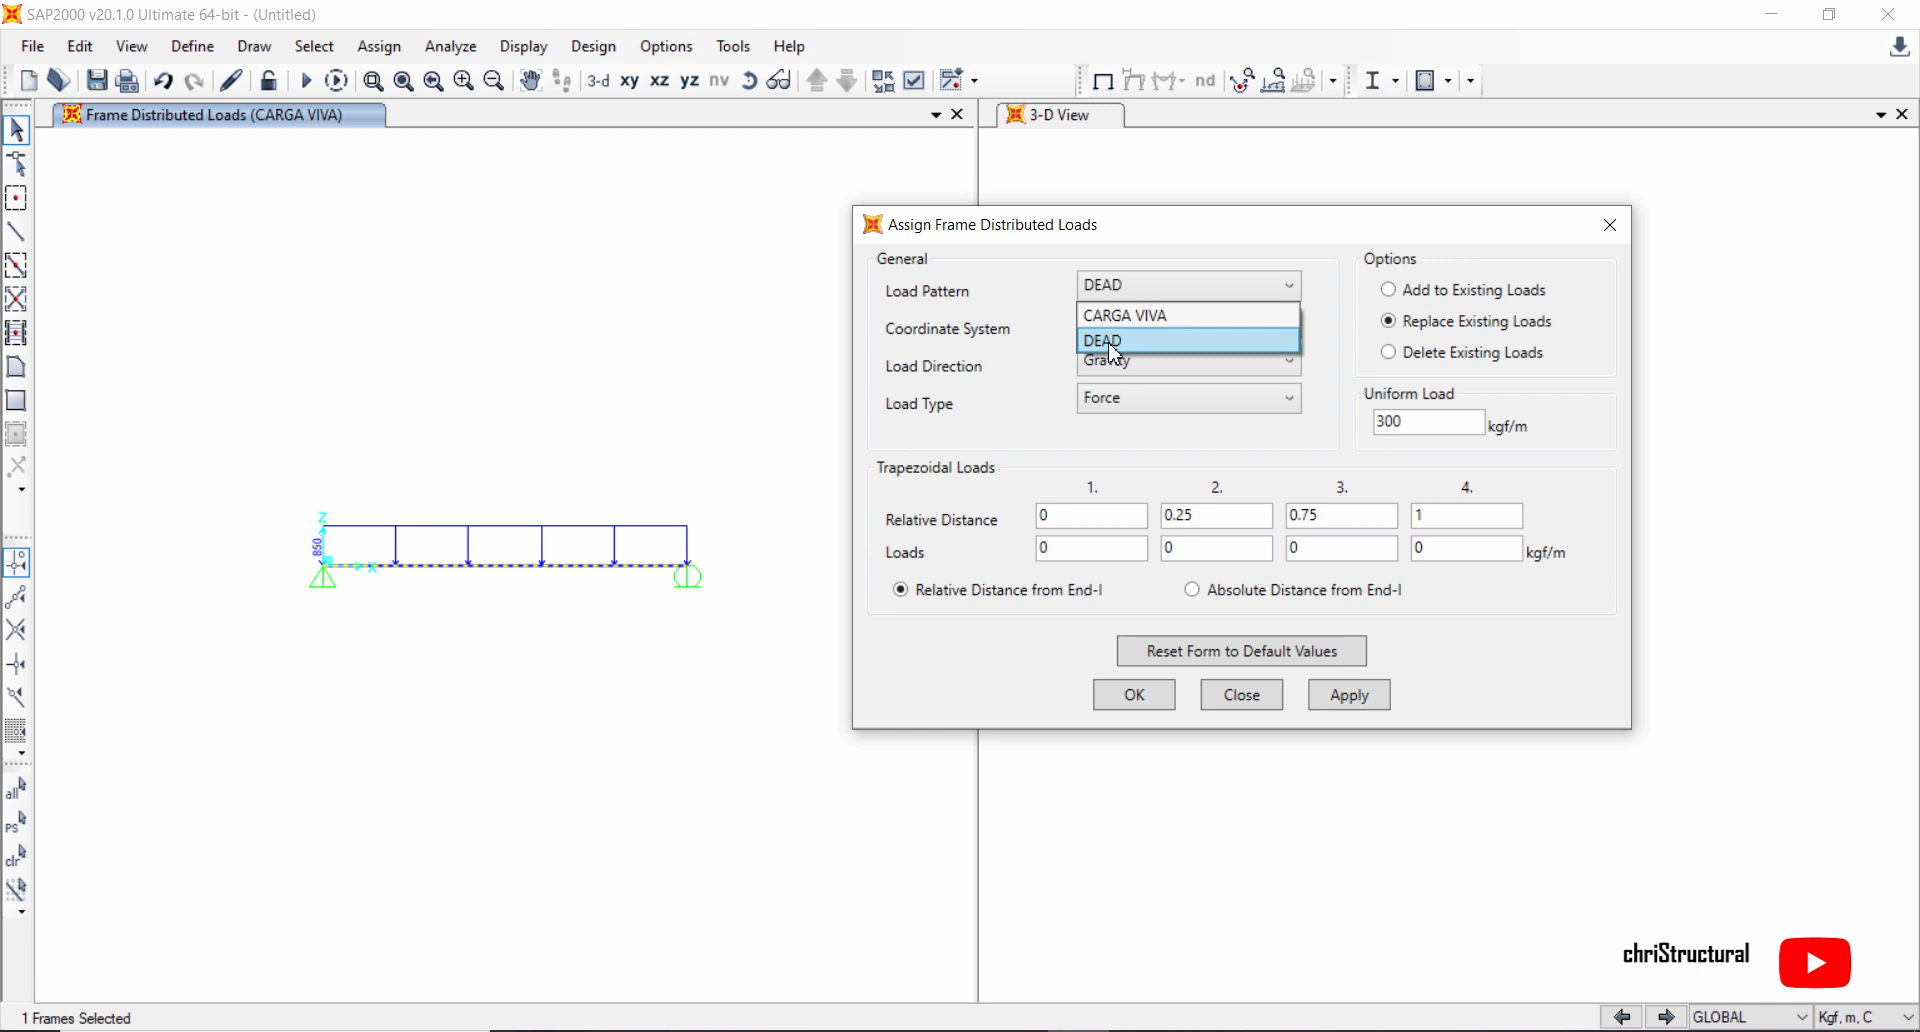 SAP2000 v20.1.0 Ultimate 64-bit - (Untitled)
File Edit View Define Draw Select Assign Analyze Display Design Options Tools Help
3-d xy xz yz nv nd
Frame Distributed Loads (CARGA VIVA)
3-D View
Assign Frame Distributed Loads
General
Load Pattern DEAD
CARGA VIVA
DEAD
Coordinate System
Load Direction Gravity
Load Type Force
Options
Add to Existing Loads
Replace Existing Loads
Delete Existing Loads
Uniform Load
300 kgf/m
Trapezoidal Loads
1. 2. 3. 4.
Relative Distance 0 0.25 0.75 1
Loads 0 0 0 0 kgf/m
Relative Distance from End-I Absolute Distance from End-I
Reset Form to Default Values
OK Close Apply
Z
850
X
all
PS
clr
chriStructural
1 Frames Selected
GLOBAL Kgf, m, C